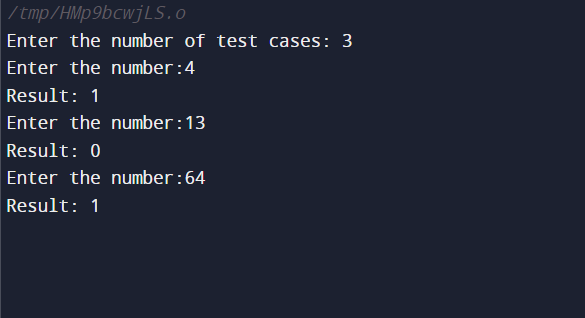 /tmp/HMp9bcwjLS.o
Enter the number of test cases: 3
Enter the number:4
Result: 1
Enter the number:13
Result: 0
Enter the number:64
Result: 1